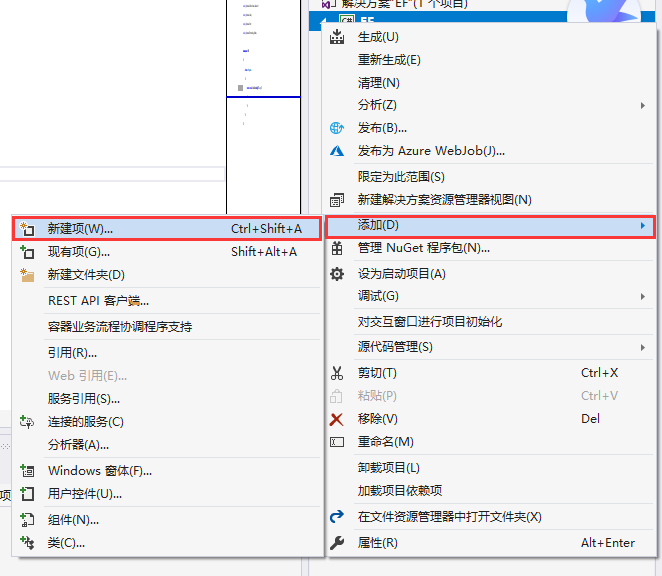 解决方案"EF"(1 个项目)
EF
生成(U)
重新生成(E)
清理(N)
分析(Z)
发布(B)...
发布为 Azure WebJob(J)...
限定为此范围(S)
新建解决方案资源管理器视图(N)
添加(D)
管理 NuGet 程序包(N)...
设为启动项目(A)
调试(G)
对交互窗口进行项目初始化
源代码管理(S)
剪切(T) Ctrl+X
粘贴(P) Ctrl+V
移除(V) Del
重命名(M)
卸载项目(L)
加载项目依赖项
在文件资源管理器中打开文件夹(X)
属性(R) Alt+Enter
新建项(W)... Ctrl+Shift+A
现有项(G)... Shift+Alt+A
新建文件夹(D)
REST API 客户端...
容器业务流程协调程序支持
引用(R)...
Web 引用(E)...
服务引用(S)...
连接的服务(C)
分析器(A)...
Windows 窗体(F)...
用户控件(U)...
组件(N)...
类(C)...
项